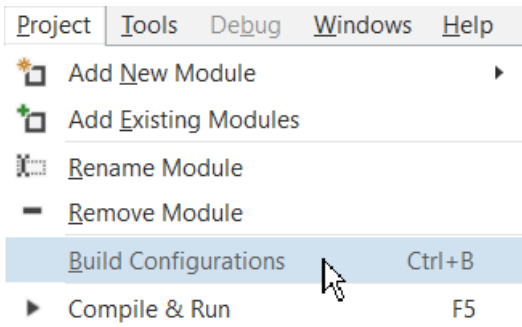 Project Tools Debug Windows Help
Add New Module
Add Existing Modules
Rename Module
Remove Module
Build Configurations Ctrl+B
Compile & Run F5